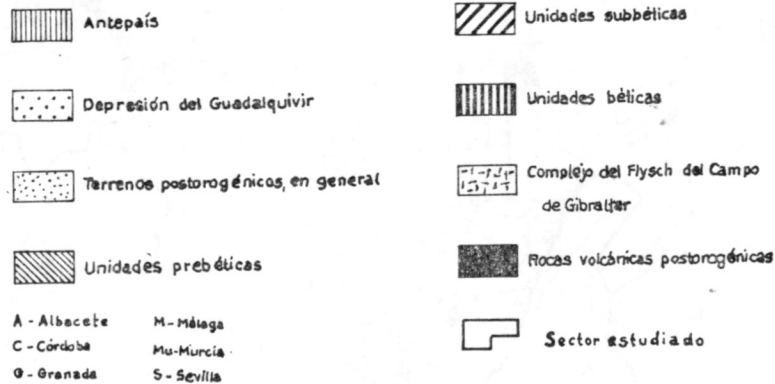 Antepaís
Depresión del Guadalquivir
Terrenos postorogénicos, en general
Unidades prebéticas
A - Albacete
C - Córdoba
G - Granada
M - Málaga
Mu - Murcia
S - Sevilla
Unidades subbéticas
Unidades béticas
Complejo del Flysch del Campo
de Gibraltar
Rocas volcánicas postorogénicas
Sector estudiado